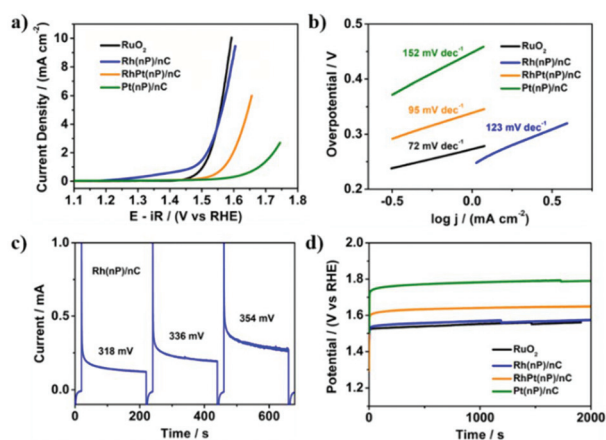 a)
Current Density / (mA cm⁻²)
10
8
6
4
2
0
RuO₂
Rh(nP)/nC
RhPt(nP)/nC
Pt(nP)/nC
1.1 1.2 1.3 1.4 1.5 1.6 1.7 1.8
E - iR / (V vs RHE)
b)
Overpotential / V
0.5
0.4
0.3
0.2
152 mV dec⁻¹
95 mV dec⁻¹
72 mV dec⁻¹
123 mV dec⁻¹
RuO₂
Rh(nP)/nC
RhPt(nP)/nC
Pt(nP)/nC
-0.5 0.0 0.5
log j / (mA cm⁻²)
c)
Current / mA
1.0
0.5
0.0
Rh(nP)/nC
318 mV
336 mV
354 mV
0 200 400 600
Time / s
d)
Potential / (V vs RHE)
2.0
1.8
1.6
1.4
1.2
RuO₂
Rh(nP)/nC
RhPt(nP)/nC
Pt(nP)/nC
0 1000 2000
Time / s